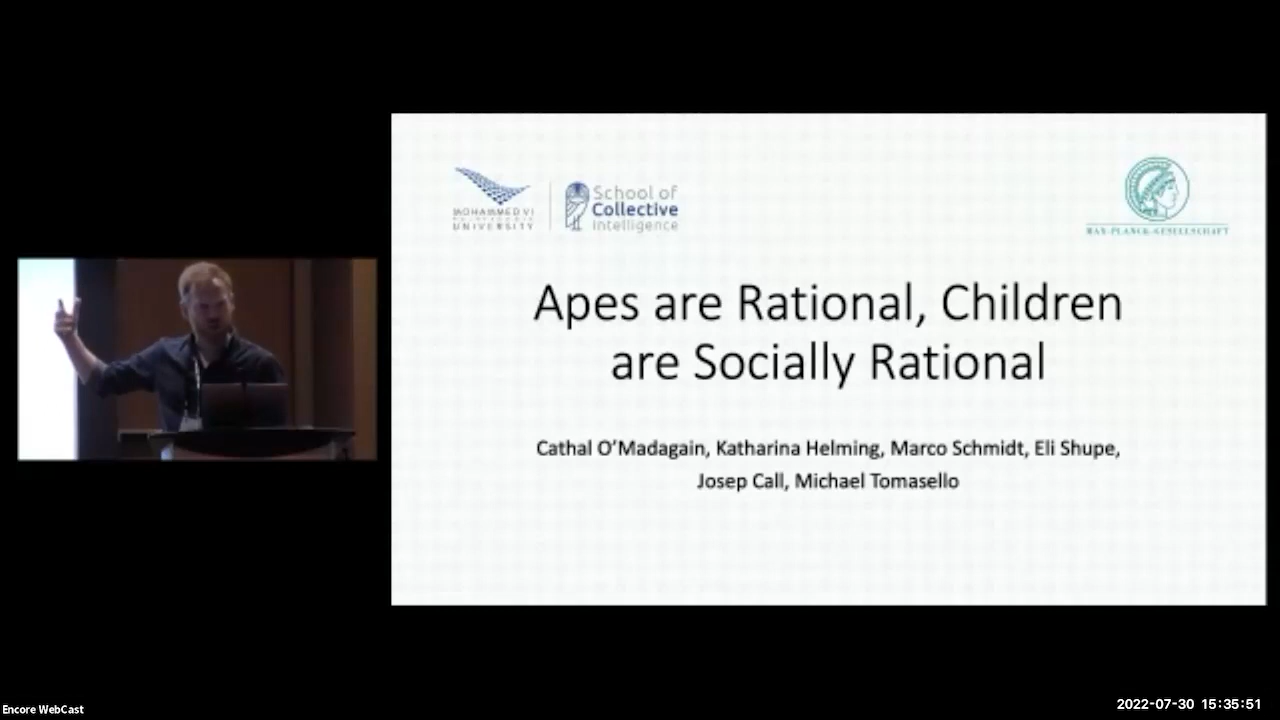 MOHAMMED VI
UNIVERSITY
School of
Collective
Intelligence
MAX-PLANCK-GESELLSCHAFT
Apes are Rational, Children
are Socially Rational
Cathal O’Madagain, Katharina Helming, Marco Schmidt, Eli Shupe,
Josep Call, Michael Tomasello
Encore WebCast
2022-07-30 15:35:51